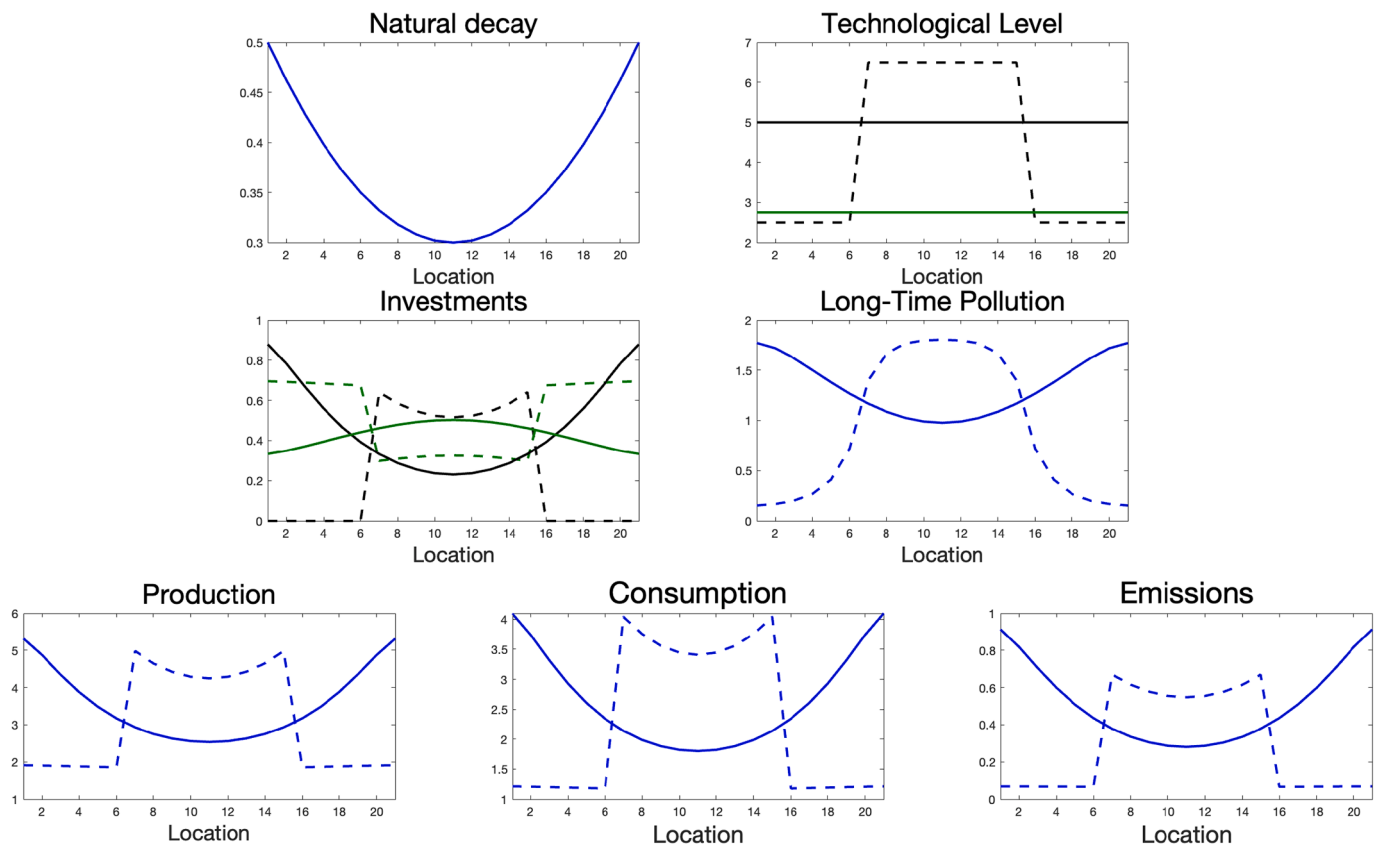 Natural decay
0.5
0.45
0.4
0.35
0.3
2 4 6 8 10 12 14 16 18 20
Location
Technological Level
7
6
5
4
3
2
2 4 6 8 10 12 14 16 18 20
Location
Investments
1
0.8
0.6
0.4
0.2
0
2 4 6 8 10 12 14 16 18 20
Location
Long-Time Pollution
2
1.5
1
0.5
0
2 4 6 8 10 12 14 16 18 20
Location
Production
6
5
4
3
2
1
2 4 6 8 10 12 14 16 18 20
Location
Consumption
4
3.5
3
2.5
2
1.5
1
2 4 6 8 10 12 14 16 18 20
Location
Emissions
1
0.8
0.6
0.4
0.2
0
2 4 6 8 10 12 14 16 18 20
Location